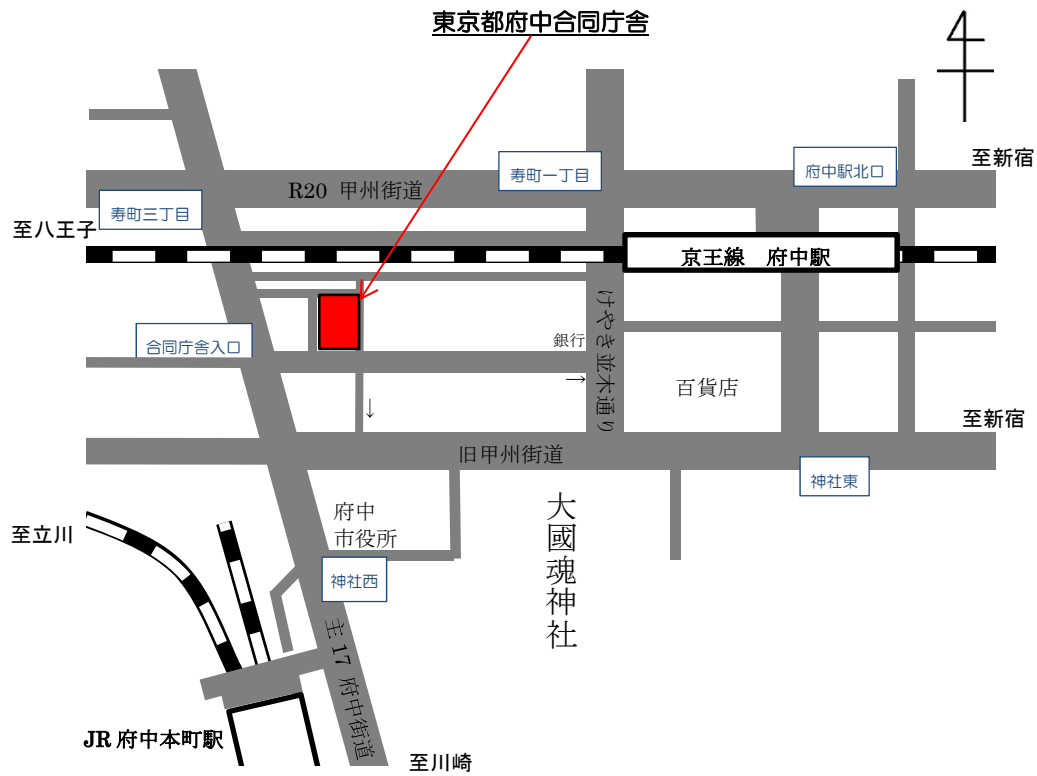 東京都府中合同庁舎
至新宿
寿町一丁目
府中駅北口
R20 甲州街道
寿町三丁目
至八王子
京王線 府中駅
けやき並木通り
合同庁舎入口
銀行
→
百貨店
↓
至新宿
旧甲州街道
神社東
大國魂神社
府中
市役所
至立川
神社西
主17 府中街道
JR府中本町駅
至川崎